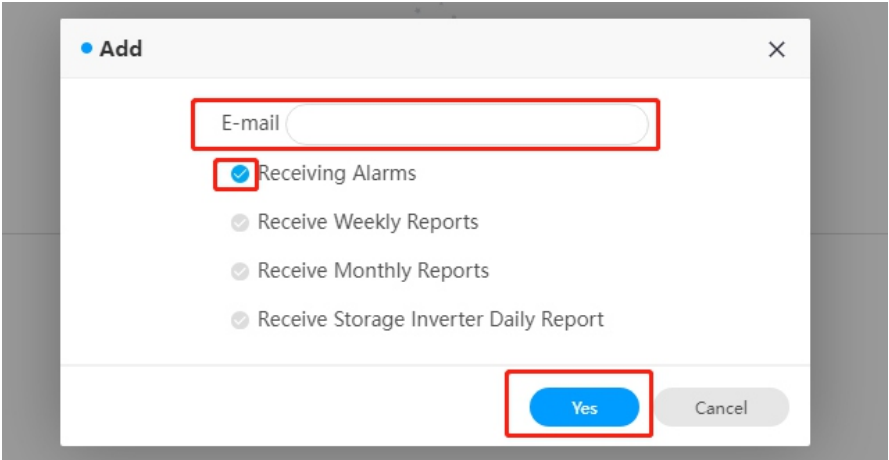 Add
E-mail
Receiving Alarms
Receive Weekly Reports
Receive Monthly Reports
Receive Storage Inverter Daily Report
Yes Cancel